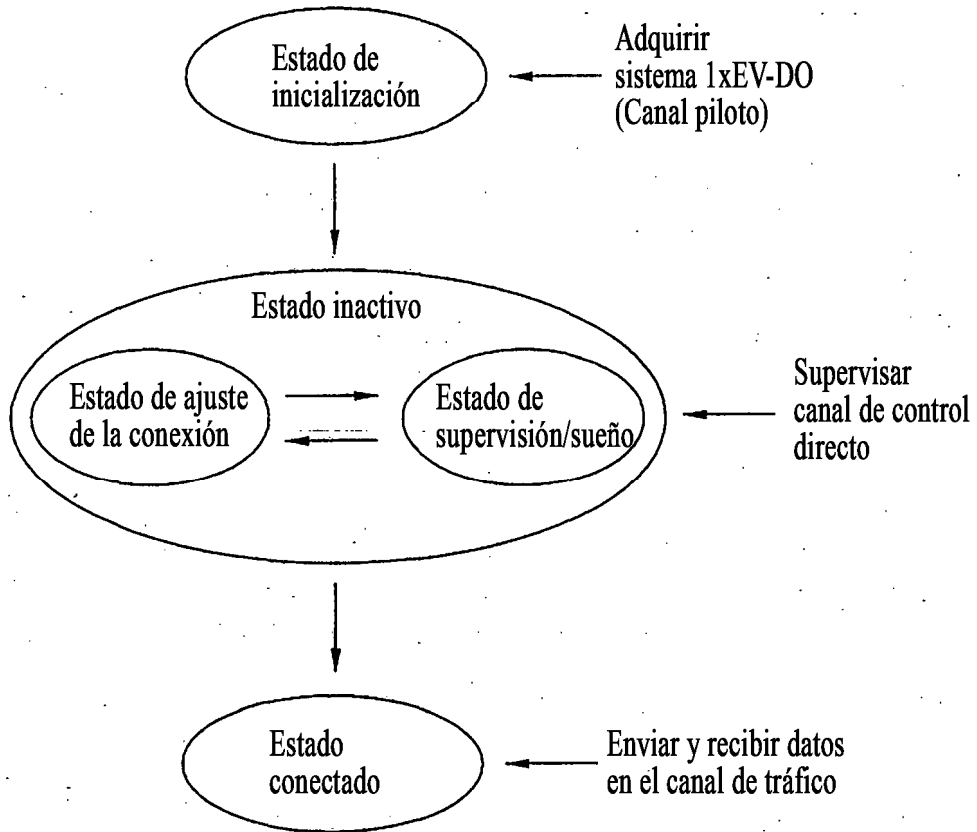 Estado de
inicialización
Adquirir
sistema 1xEV-DO
(Canal piloto)
Estado inactivo
Estado de ajuste
de la conexión
Estado de
supervisión/sueño
Supervisar
canal de control
directo
Estado
conectado
Enviar y recibir datos
en el canal de tráfico